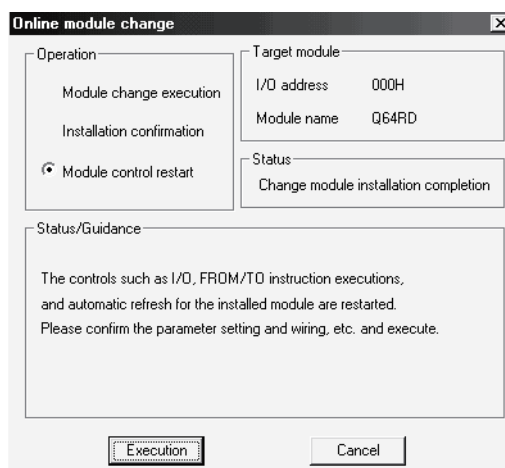 Online module change
Operation
Module change execution
Installation confirmation
Module control restart
Target module
I/O address 000H
Module name Q64RD
Status
Change module installation completion
Status/Guidance
The controls such as I/O, FROM/TO instruction executions,
and automatic refresh for the installed module are restarted.
Please confirm the parameter setting and wiring, etc. and execute.
Execution Cancel